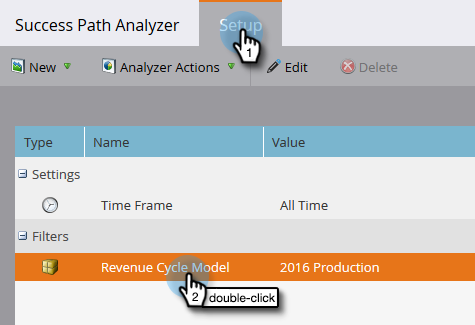 Success Path Analyzer Setup
1
New Analyzer Actions Edit Delete
Type Name Value
Settings
Time Frame All Time
Filters
Revenue Cycle Model 2016 Production
2 double-click